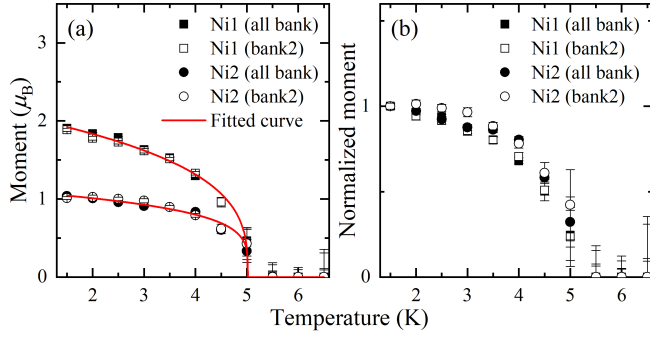 (a)
Ni1 (all bank)
Ni1 (bank2)
Ni2 (all bank)
Ni2 (bank2)
Fitted curve
Moment (μB)
0
1
2
3
2
3
4
5
6
(b)
Ni1 (all bank)
Ni1 (bank2)
Ni2 (all bank)
Ni2 (bank2)
Normalized moment
0
1
2
3
4
5
6
Temperature (K)